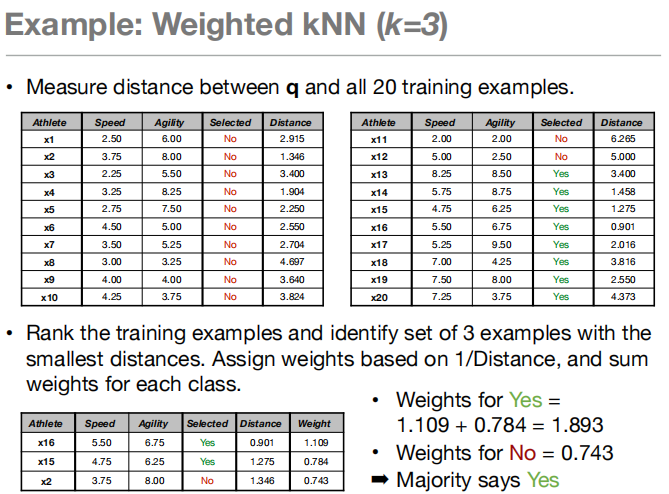 Example: Weighted kNN (k=3)
• Measure distance between q and all 20 training examples.
Athlete Speed Agility Selected Distance
x1 2.50 6.00 No 2.915
x2 3.75 8.00 No 1.346
x3 2.25 5.50 No 3.400
x4 3.25 8.25 No 1.904
x5 2.75 7.50 No 2.250
x6 4.50 5.00 No 2.550
x7 3.50 5.25 No 2.704
x8 3.00 3.25 No 4.697
x9 4.00 4.00 No 3.640
x10 4.25 3.75 No 3.824
Athlete Speed Agility Selected Distance
x11 2.00 2.00 No 6.265
x12 5.00 2.50 No 5.000
x13 8.25 8.50 Yes 3.400
x14 5.75 8.75 Yes 1.458
x15 4.75 6.25 Yes 1.275
x16 5.50 6.75 Yes 0.901
x17 5.25 9.50 Yes 2.016
x18 7.00 4.25 Yes 3.816
x19 7.50 8.00 Yes 2.550
x20 7.25 3.75 Yes 4.373
• Rank the training examples and identify set of 3 examples with the
smallest distances. Assign weights based on 1/Distance, and sum
weights for each class.
Athlete Speed Agility Selected Distance Weight
x16 5.50 6.75 Yes 0.901 1.109
x15 4.75 6.25 Yes 1.275 0.784
x2 3.75 8.00 No 1.346 0.743
• Weights for Yes =
1.109 + 0.784 = 1.893
• Weights for No = 0.743
➡ Majority says Yes